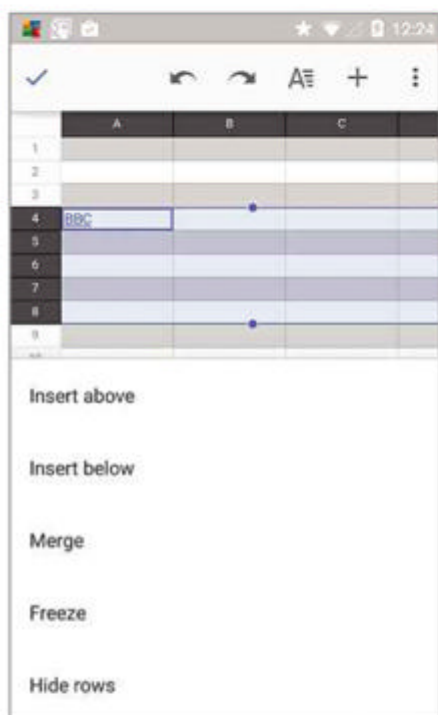 12:24
A B C
1
2
3
4 BBC
5
6
7
8
9
Insert above
Insert below
Merge
Freeze
Hide rows